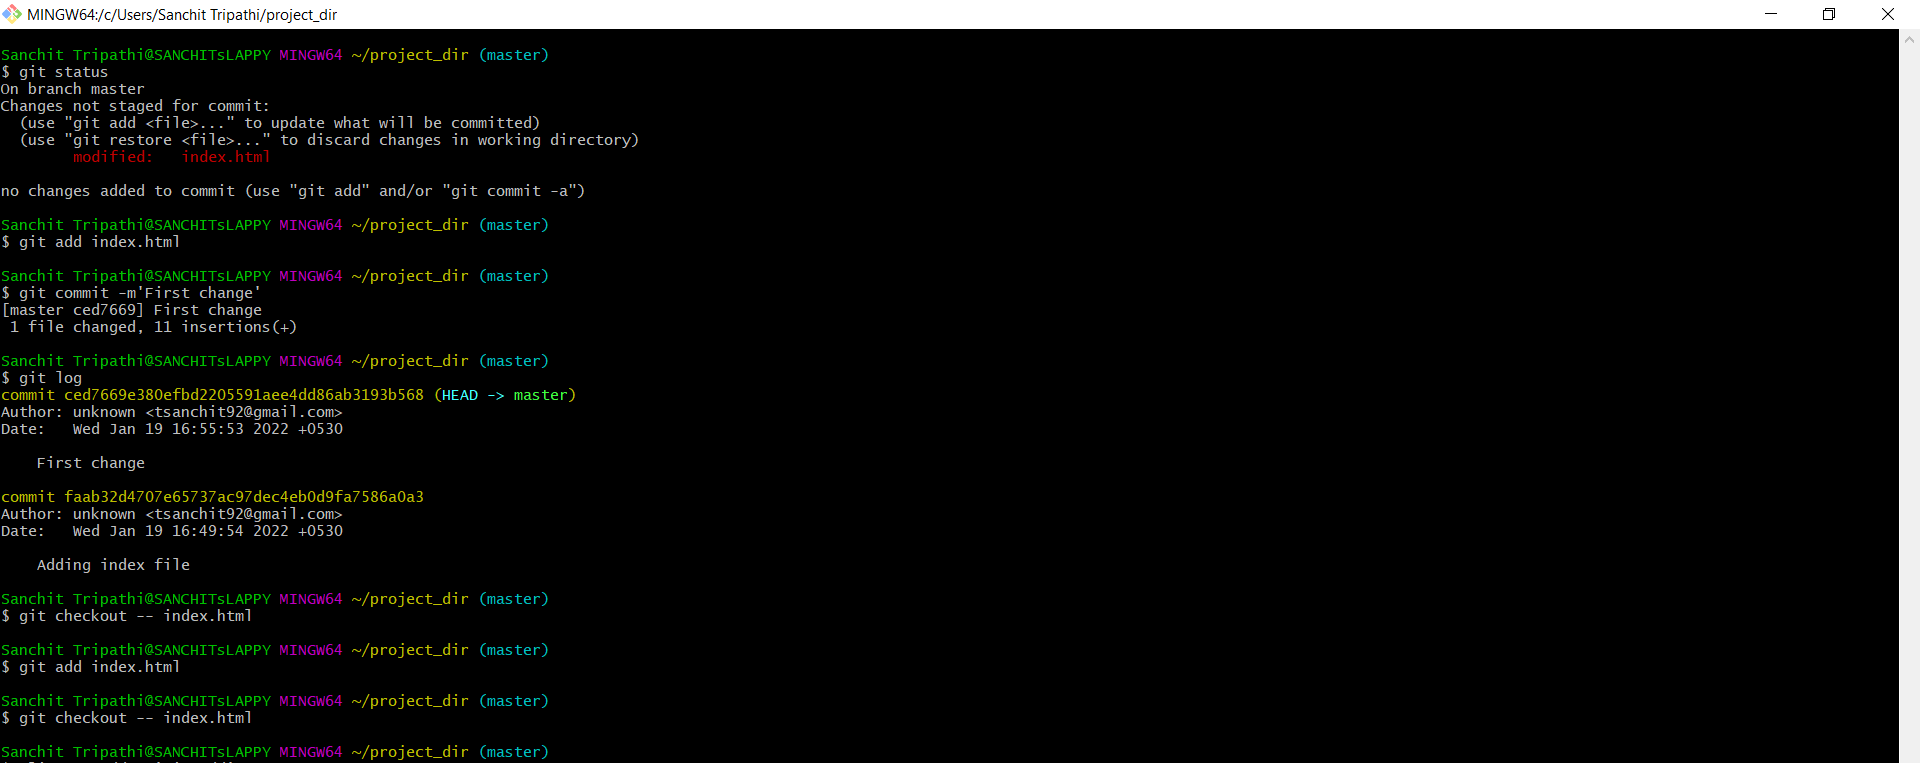 MINGW64:/c/Users/Sanchit Tripathi/project_dir
Sanchit Tripathi@SANCHITsLAPPY MINGW64 ~/project_dir (master)
$ git status
On branch master
Changes not staged for commit:
  (use "git add <file>..." to update what will be committed)
  (use "git restore <file>..." to discard changes in working directory)
        modified:   index.html
no changes added to commit (use "git add" and/or "git commit -a")
Sanchit Tripathi@SANCHITsLAPPY MINGW64 ~/project_dir (master)
$ git add index.html
Sanchit Tripathi@SANCHITsLAPPY MINGW64 ~/project_dir (master)
$ git commit -m'First change'
[master ced7669] First change
 1 file changed, 11 insertions(+)
Sanchit Tripathi@SANCHITsLAPPY MINGW64 ~/project_dir (master)
$ git log
commit ced7669e380efbd2205591aee4dd86ab3193b568 (HEAD -> master)
Author: unknown <tsanchit92@gmail.com>
Date:   Wed Jan 19 16:55:53 2022 +0530
    First change
commit faab32d4707e65737ac97dec4eb0d9fa7586a0a3
Author: unknown <tsanchit92@gmail.com>
Date:   Wed Jan 19 16:49:54 2022 +0530
    Adding index file
Sanchit Tripathi@SANCHITsLAPPY MINGW64 ~/project_dir (master)
$ git checkout -- index.html
Sanchit Tripathi@SANCHITsLAPPY MINGW64 ~/project_dir (master)
$ git add index.html
Sanchit Tripathi@SANCHITsLAPPY MINGW64 ~/project_dir (master)
$ git checkout -- index.html
Sanchit Tripathi@SANCHITsLAPPY MINGW64 ~/project_dir (master)